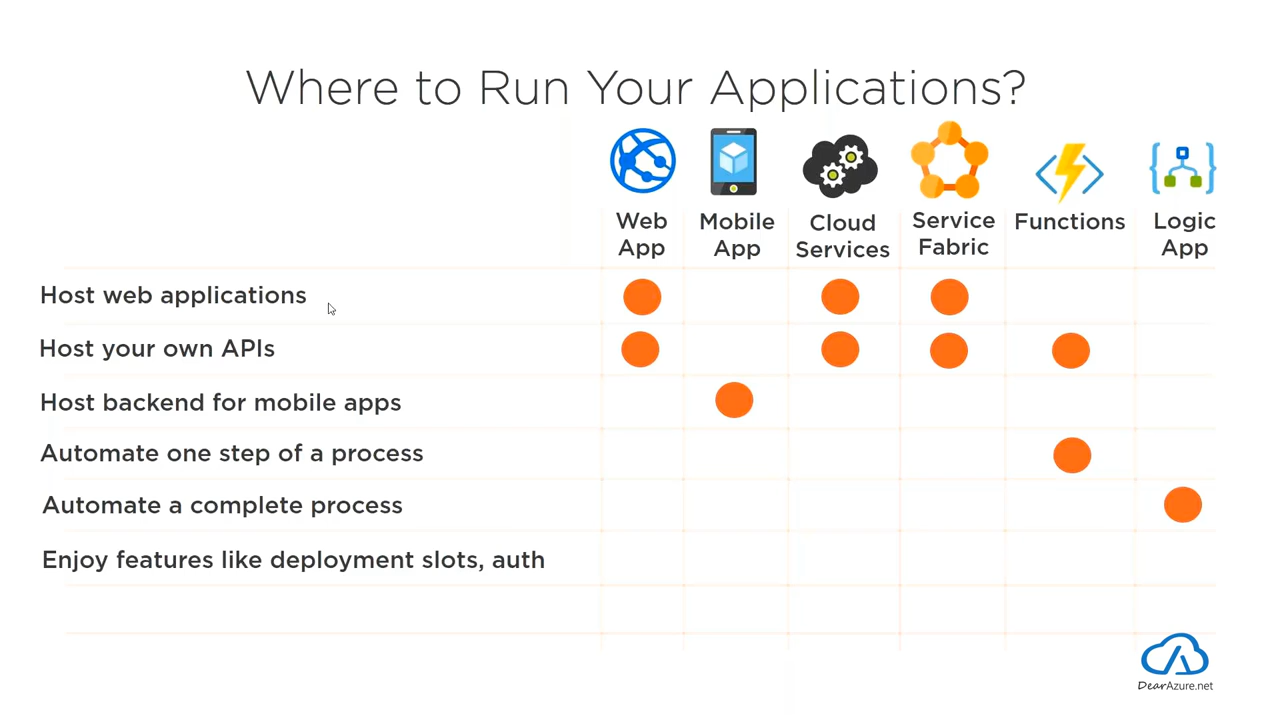 Where to Run Your Applications?
Web App
Mobile App
Cloud Services
Service Fabric
Functions
Logic App
Host web applications
Host your own APIs
Host backend for mobile apps
Automate one step of a process
Automate a complete process
Enjoy features like deployment slots, auth
DearAzure.net